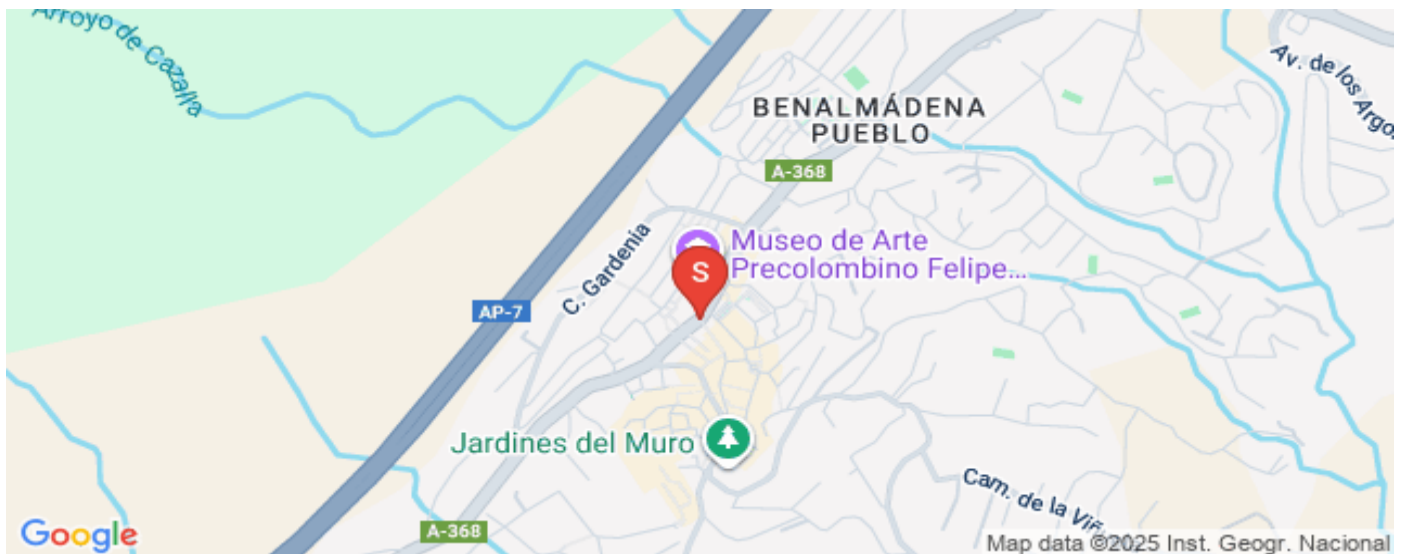 Arroyo de Cazalla
BENALMÁDENA
PUEBLO
Av. de los Argo
A-368
C. Gardenia
Museo de Arte
Precolombino Felipe...
S
AP-7
Jardines del Muro
Cam. de la Viñ
A-368
Google
Map data ©2025 Inst. Geogr. Nacional